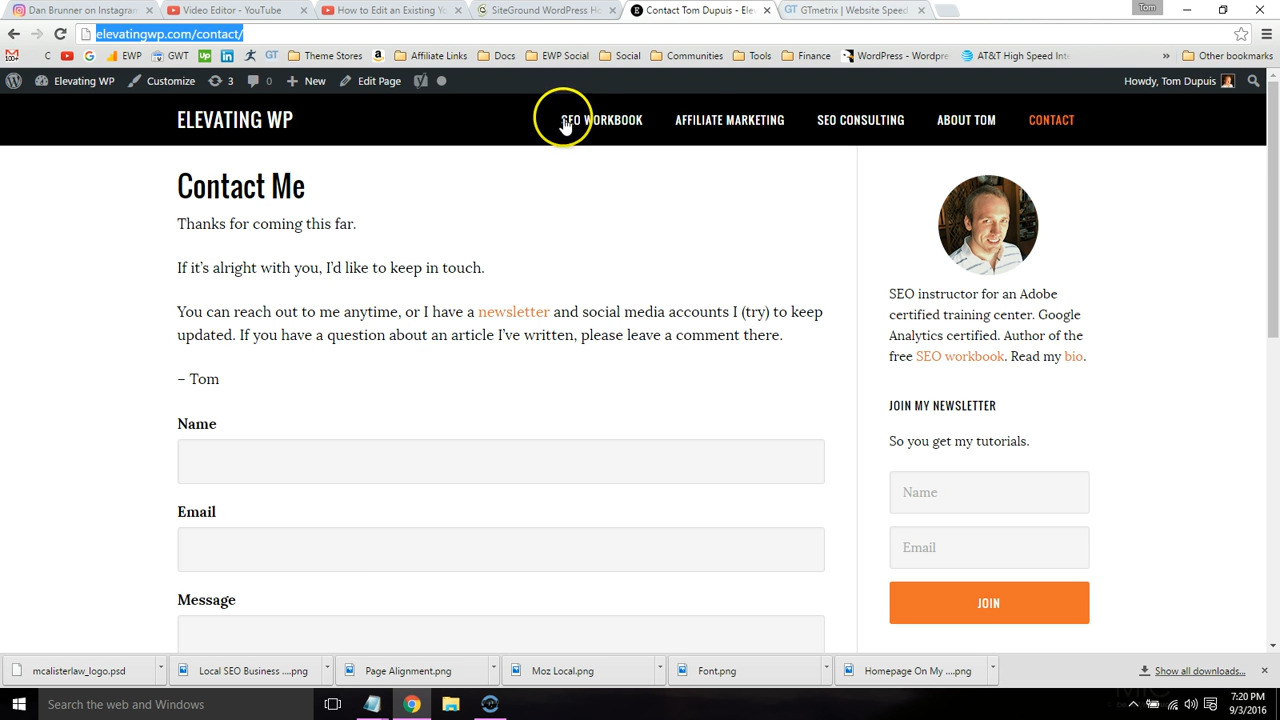 Dan Brunner on Instagram
Video Editor - YouTube
How to Edit an Existing Yo
SiteGround WordPress Ho
Contact Tom Dupuis - Ele
GTmetrix | Website Speed
Tom
elevatingwp.com/contact/
C
EWP
GWT
Up
in
GT
Theme Stores
a
Affiliate Links
Docs
EWP Social
Social
Communities
Tools
Finance
WordPress - Wordpre
AT&T High Speed Inte
»
Other bookmarks
Elevating WP
Customize
3
0
New
Edit Page
Howdy, Tom Dupuis
ELEVATING WP
SEO WORKBOOK
AFFILIATE MARKETING
SEO CONSULTING
ABOUT TOM
CONTACT
Contact Me
Thanks for coming this far.
If it's alright with you, I'd like to keep in touch.
You can reach out to me anytime, or I have a newsletter and social media accounts I (try) to keep
updated. If you have a question about an article I've written, please leave a comment there.
– Tom
Name
Email
Message
SEO instructor for an Adobe
certified training center. Google
Analytics certified. Author of the
free SEO workbook. Read my bio.
JOIN MY NEWSLETTER
So you get my tutorials.
Name
Email
JOIN
mcalisterlaw_logo.psd
Local SEO Business ....png
Page Alignment.png
Moz Local.png
Font.png
Homepage On My ....png
Show all downloads...
Search the web and Windows
7:20 PM
9/3/2016